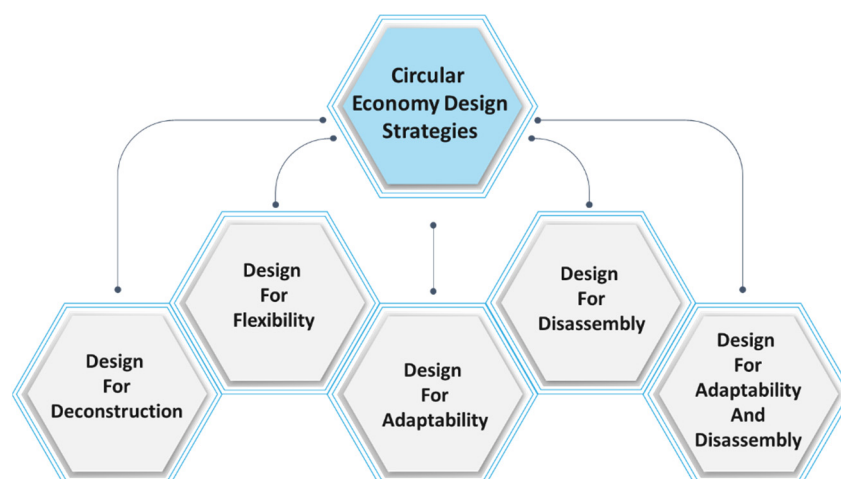 Circular
Economy Design
Strategies
Design
For
Flexibility
Design
For
Disassembly
Design
For
Deconstruction
Design
For
Adaptability
Design
For
Adaptability
And
Disassembly